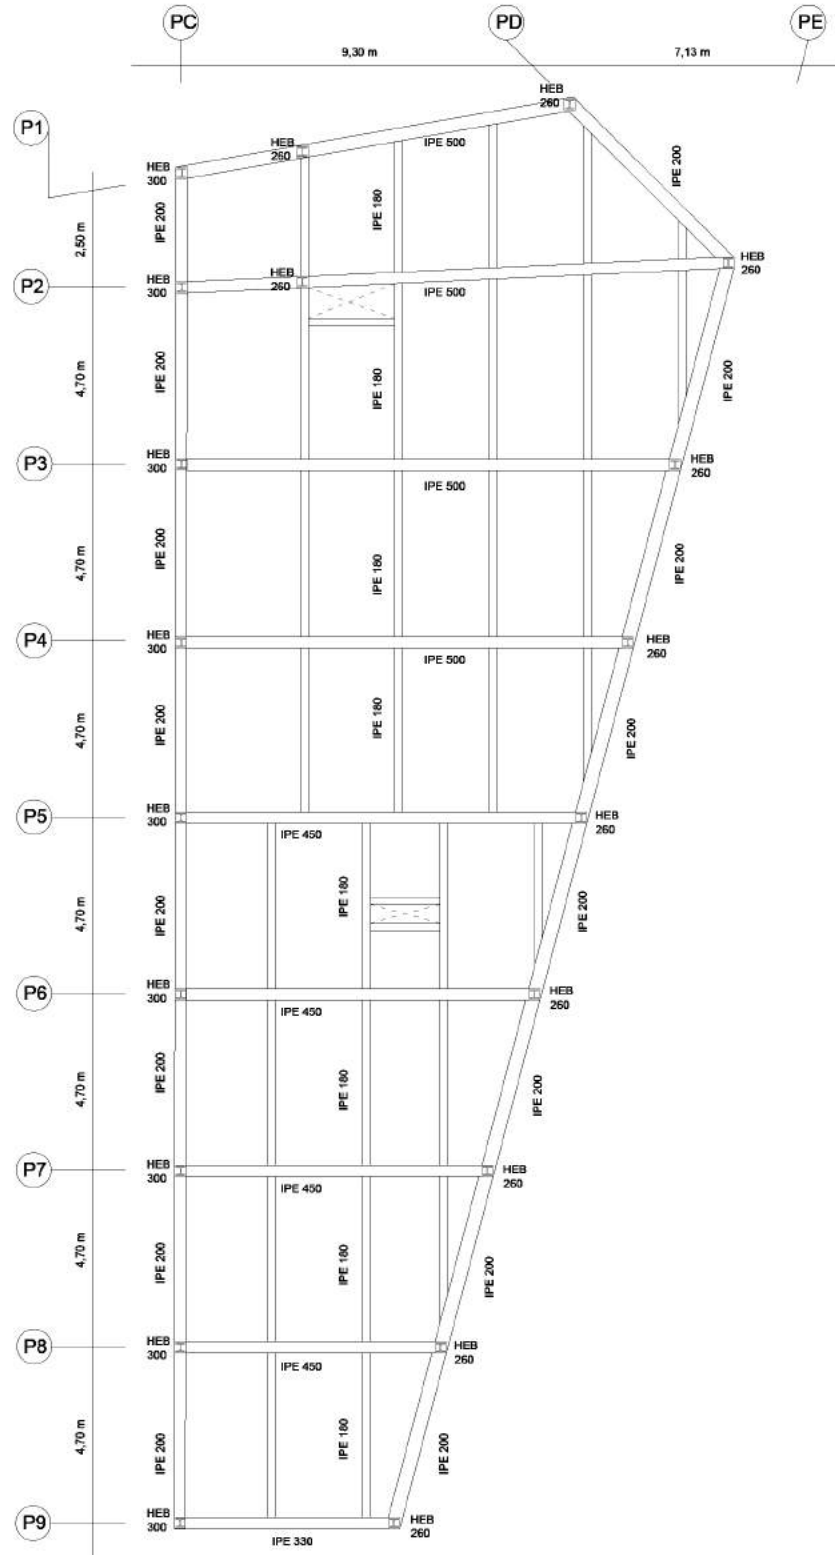 PC
PD
PE
9,30 m
7,13 m
P1
HEB
260
HEB
260
IPE 500
HEB
300
IPE 200
IPE 200
IPE 180
2,50 m
P2
HEB
300
HEB
260
IPE 500
HEB
260
4,70 m
IPE 200
IPE 180
IPE 200
P3
HEB
300
IPE 500
HEB
260
4,70 m
IPE 200
IPE 180
IPE 200
P4
HEB
300
IPE 500
HEB
260
4,70 m
IPE 200
IPE 180
IPE 200
P5
HEB
300
IPE 450
HEB
260
4,70 m
IPE 200
IPE 180
IPE 200
P6
HEB
300
IPE 450
HEB
260
4,70 m
IPE 200
IPE 180
IPE 200
P7
HEB
300
IPE 450
HEB
260
4,70 m
IPE 200
IPE 180
IPE 200
P8
HEB
300
IPE 450
HEB
260
4,70 m
IPE 200
IPE 180
IPE 200
P9
HEB
300
IPE 330
HEB
260